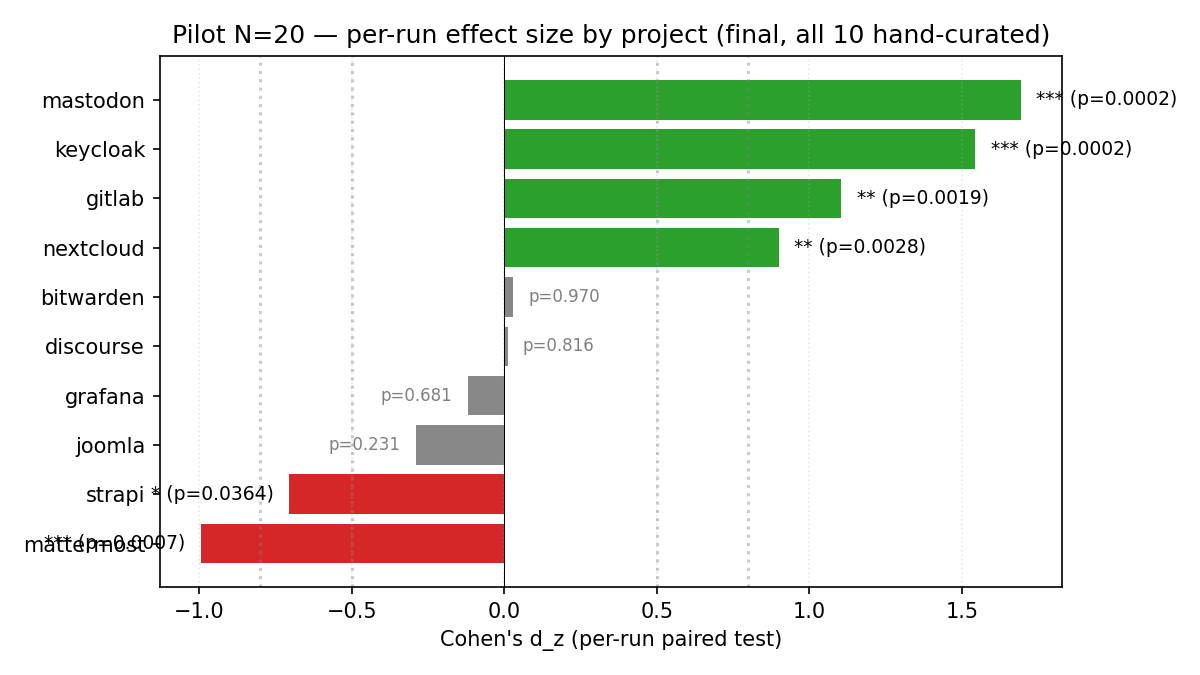 Pilot N=20 — per-run effect size by project (final, all 10 hand-curated)
mastodon *** (p=0.0002)
keycloak *** (p=0.0002)
gitlab ** (p=0.0019)
nextcloud ** (p=0.0028)
bitwarden p=0.970
discourse p=0.816
grafana p=0.681
joomla p=0.231
strapi * (p=0.0364)
mattermost *** (p=0.0007)
−1.0 −0.5 0.0 0.5 1.0 1.5
Cohen's d_z (per-run paired test)